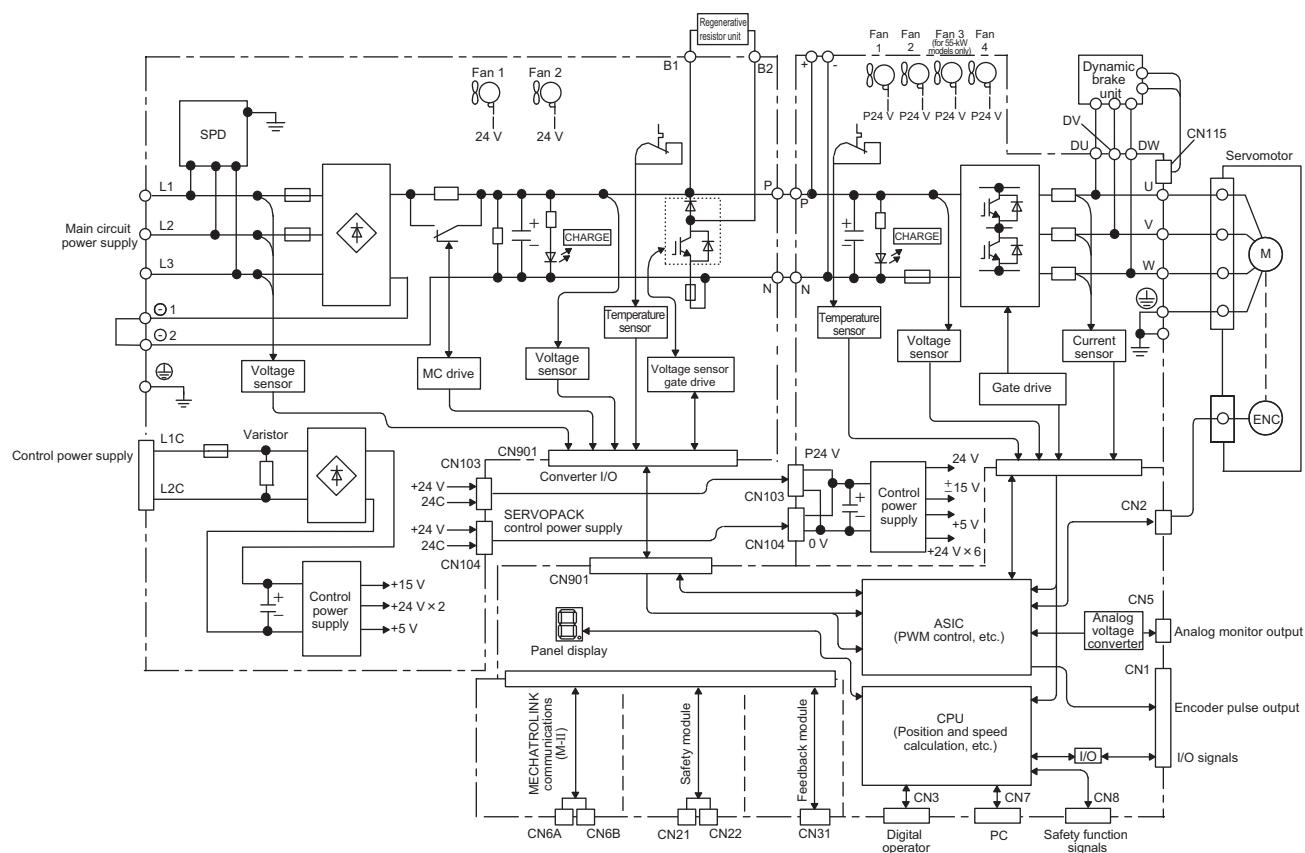 Regenerative
resistor unit
B1
B2
Fan 1
Fan 2
24 V
24 V
SPD
L1
L2
L3
Main circuit
power supply
⊖ 1
⊖ 2
+
−
CHARGE
P
N
Voltage
sensor
MC drive
Voltage
sensor
Temperature
sensor
Voltage sensor
gate drive
Control power supply
L1C
L2C
Varistor
+
−
Control
power
supply
+15 V
+24 V × 2
+5 V
CN901
Converter I/O
CN103
+24 V
24C
+24 V
24C
CN104
SERVOPACK
control power supply
Fan
1
Fan
2
Fan 3
(for 55-kW
models only)
Fan
4
P24 V
P24 V
P24 V
P24 V
+
-
P
N
+
−
CHARGE
Temperature
sensor
Voltage
sensor
Gate drive
Current
sensor
Dynamic
brake
unit
DU
DV
DW
CN115
Servomotor
U
V
W
M
ENC
P24 V
CN103
CN104
0 V
+
−
Control
power
supply
24 V
±15 V
+5 V
+24 V × 6
CN2
CN901
Panel display
ASIC
(PWM control, etc.)
Analog
voltage
converter
CN5
Analog monitor output
CN1
Encoder pulse output
CPU
(Position and speed
calculation, etc.)
I/O
I/O signals
MECHATROLINK
communications
(M-II)
Safety module
Feedback module
CN6A
CN6B
CN21
CN22
CN31
CN3
Digital
operator
CN7
PC
CN8
Safety function
signals